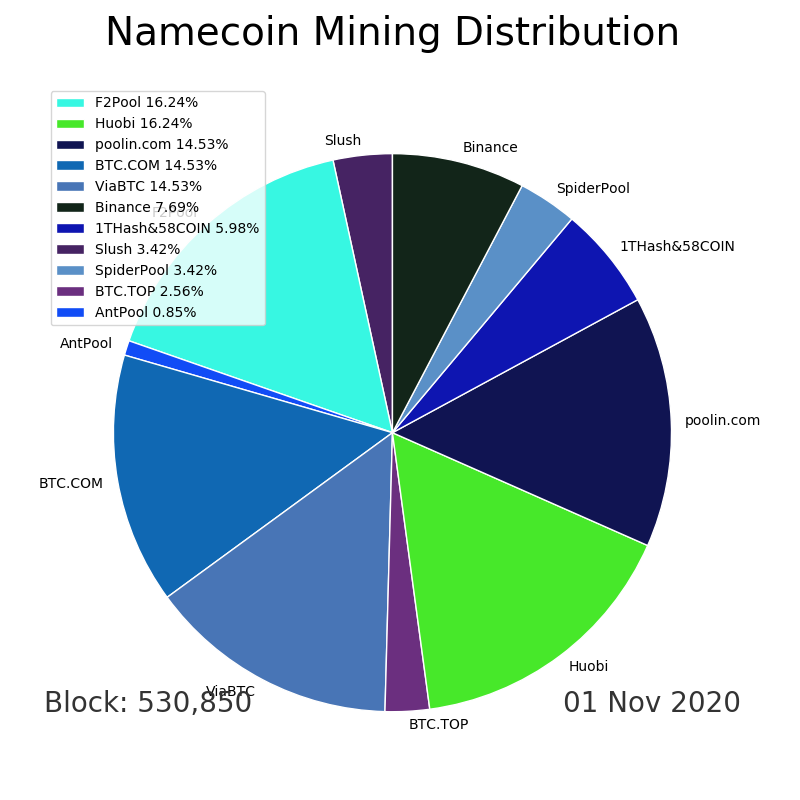 Namecoin Mining Distribution
F2Pool 16.24%
Huobi 16.24%
poolin.com 14.53%
BTC.COM 14.53%
ViaBTC 14.53%
Binance 7.69%
1THash&58COIN 5.98%
Slush 3.42%
SpiderPool 3.42%
BTC.TOP 2.56%
AntPool 0.85%
Slush
Binance
SpiderPool
F2Pool
1THash&58COIN
AntPool
poolin.com
BTC.COM
Huobi
ViaBTC
BTC.TOP
Block: 530,850
01 Nov 2020